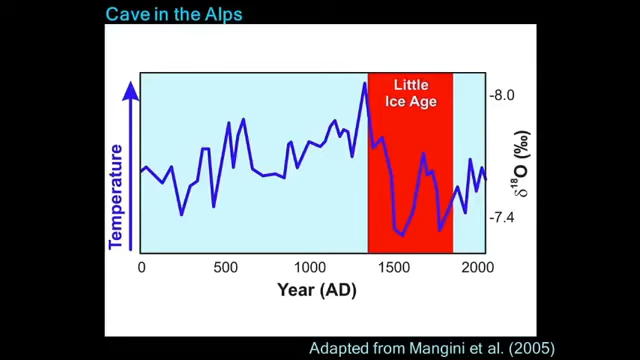 Cave in the Alps
Little
Ice Age
-8.0
Temperature
δ18O (‰)
-7.4
0
500
1000
1500
2000
Year (AD)
Adapted from Mangini et al. (2005)